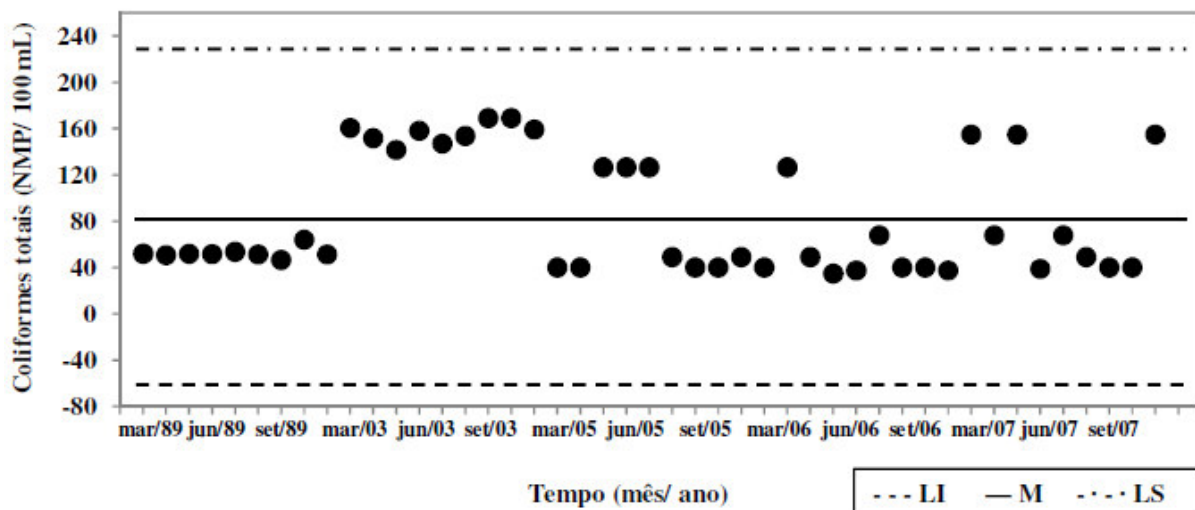 Coliformes totais (NMP/ 100 mL)
240
200
160
120
80
40
0
-40
-80
mar/89 jun/89 set/89 mar/03 jun/03 set/03 mar/05 jun/05 set/05 mar/06 jun/06 set/06 mar/07 jun/07 set/07
Tempo (mês/ ano)
LI M LS